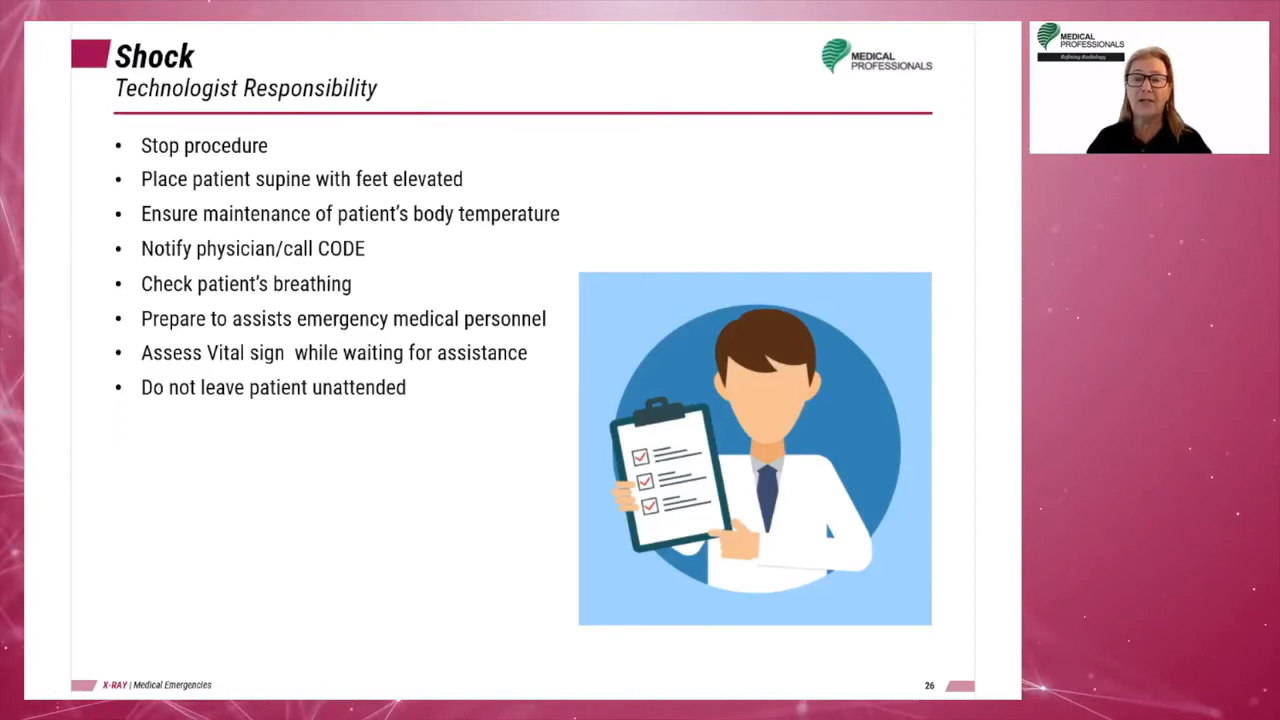 Shock
Technologist Responsibility
MEDICAL
PROFESSIONALS
• Stop procedure
• Place patient supine with feet elevated
• Ensure maintenance of patient’s body temperature
• Notify physician/call CODE
• Check patient’s breathing
• Prepare to assists emergency medical personnel
• Assess Vital sign while waiting for assistance
• Do not leave patient unattended
X-RAY | Medical Emergencies
26
MEDICAL
PROFESSIONALS
Refining Radiology